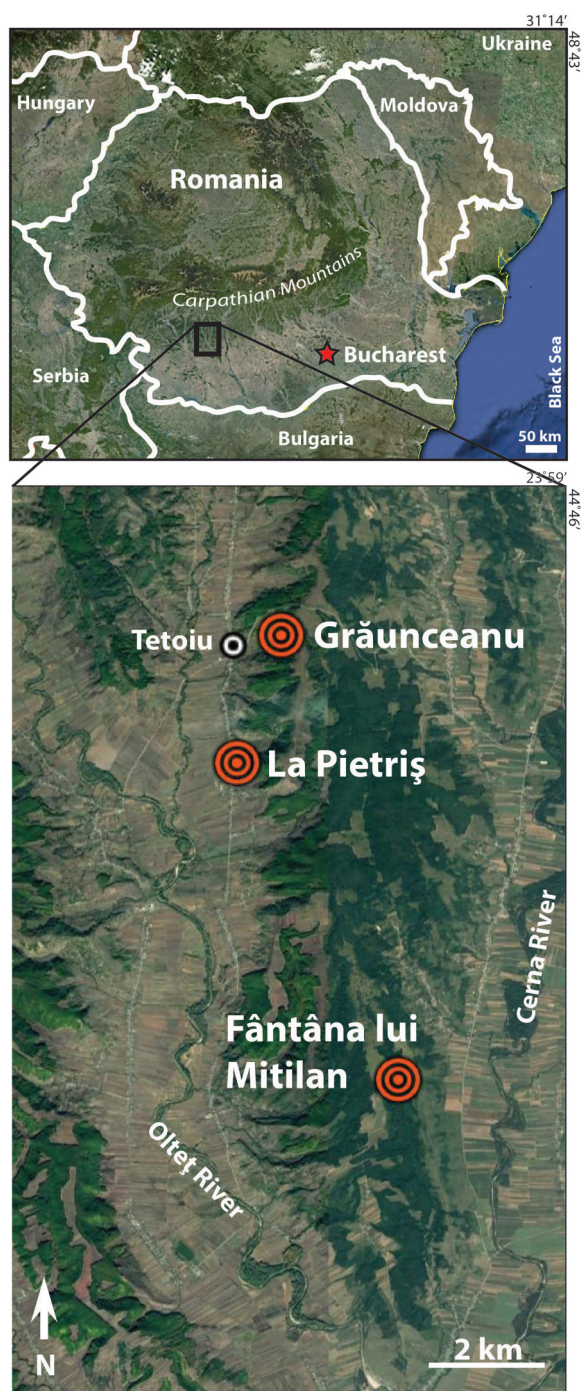 31°14′
48°43′
Ukraine
Hungary
Moldova
Romania
Carpathian Mountains
Bucharest
Serbia
Black Sea
Bulgaria
50 km
23°59′
44°46′
Tetoiu
Grăunceanu
La Pietriş
Cerna River
Fântâna lui
Mitilan
Olteţ River
N
2 km